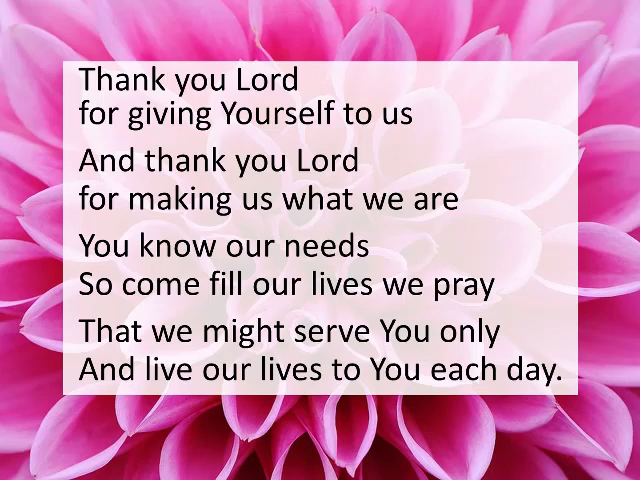 Thank you Lord
for giving Yourself to us
And thank you Lord
for making us what we are
You know our needs
So come fill our lives we pray
That we might serve You only
And live our lives to You each day.